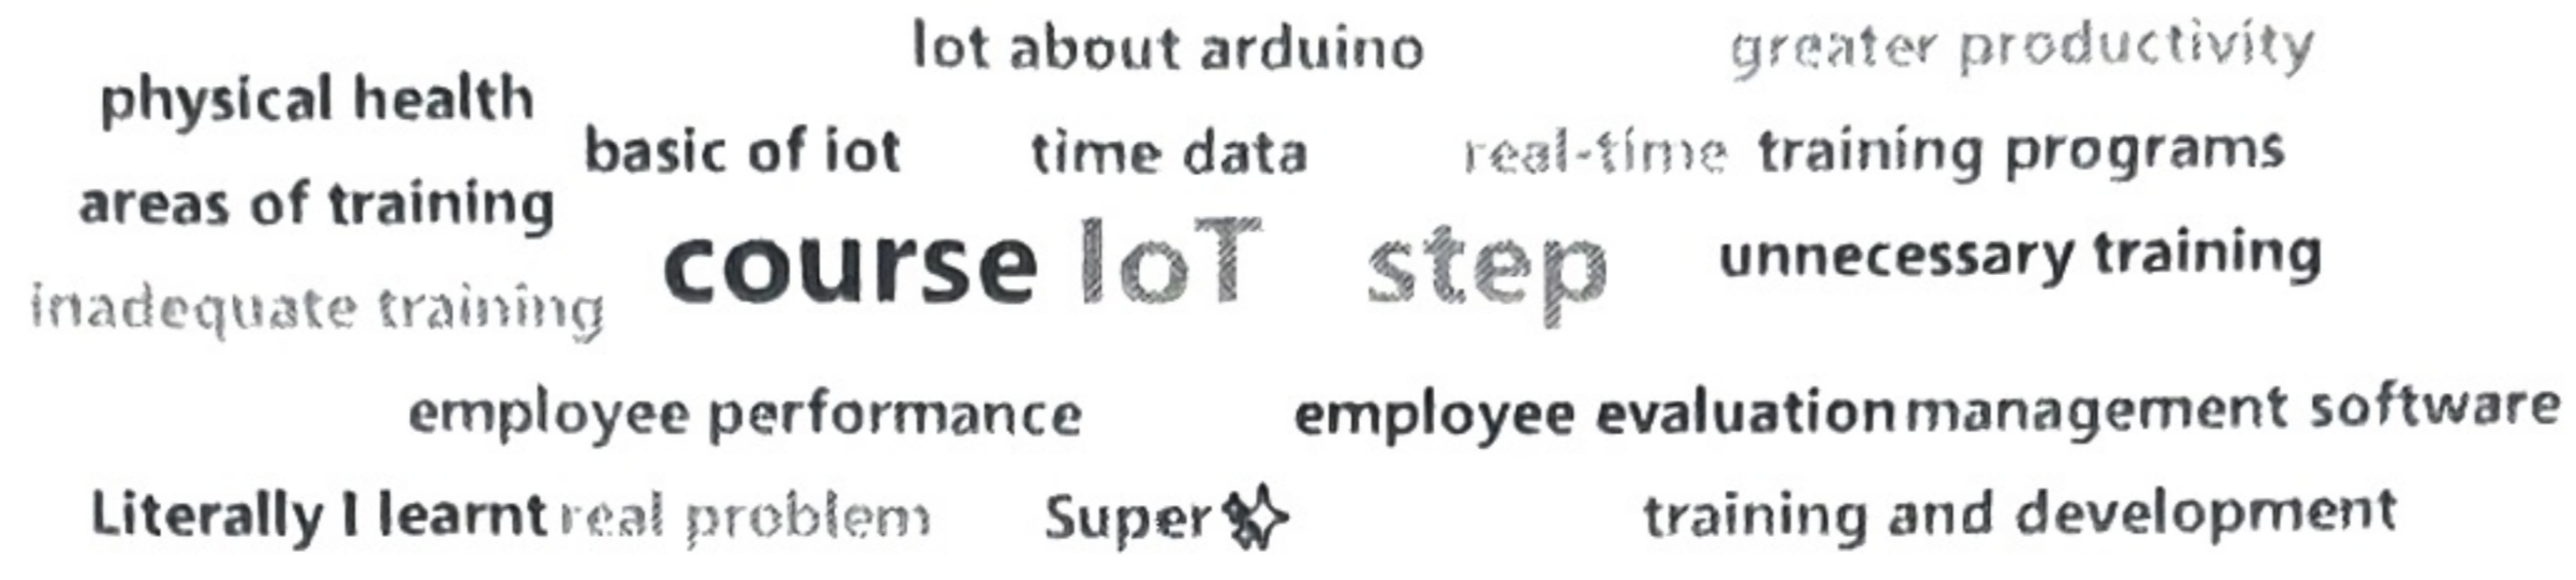 lot about arduino greater productivity
physical health
basic of iot time data real-time training programs
areas of training
course IoT step unnecessary training
inadequate training
employee performance employee evaluation management software
Literally I learnt real problem Super✨ training and development